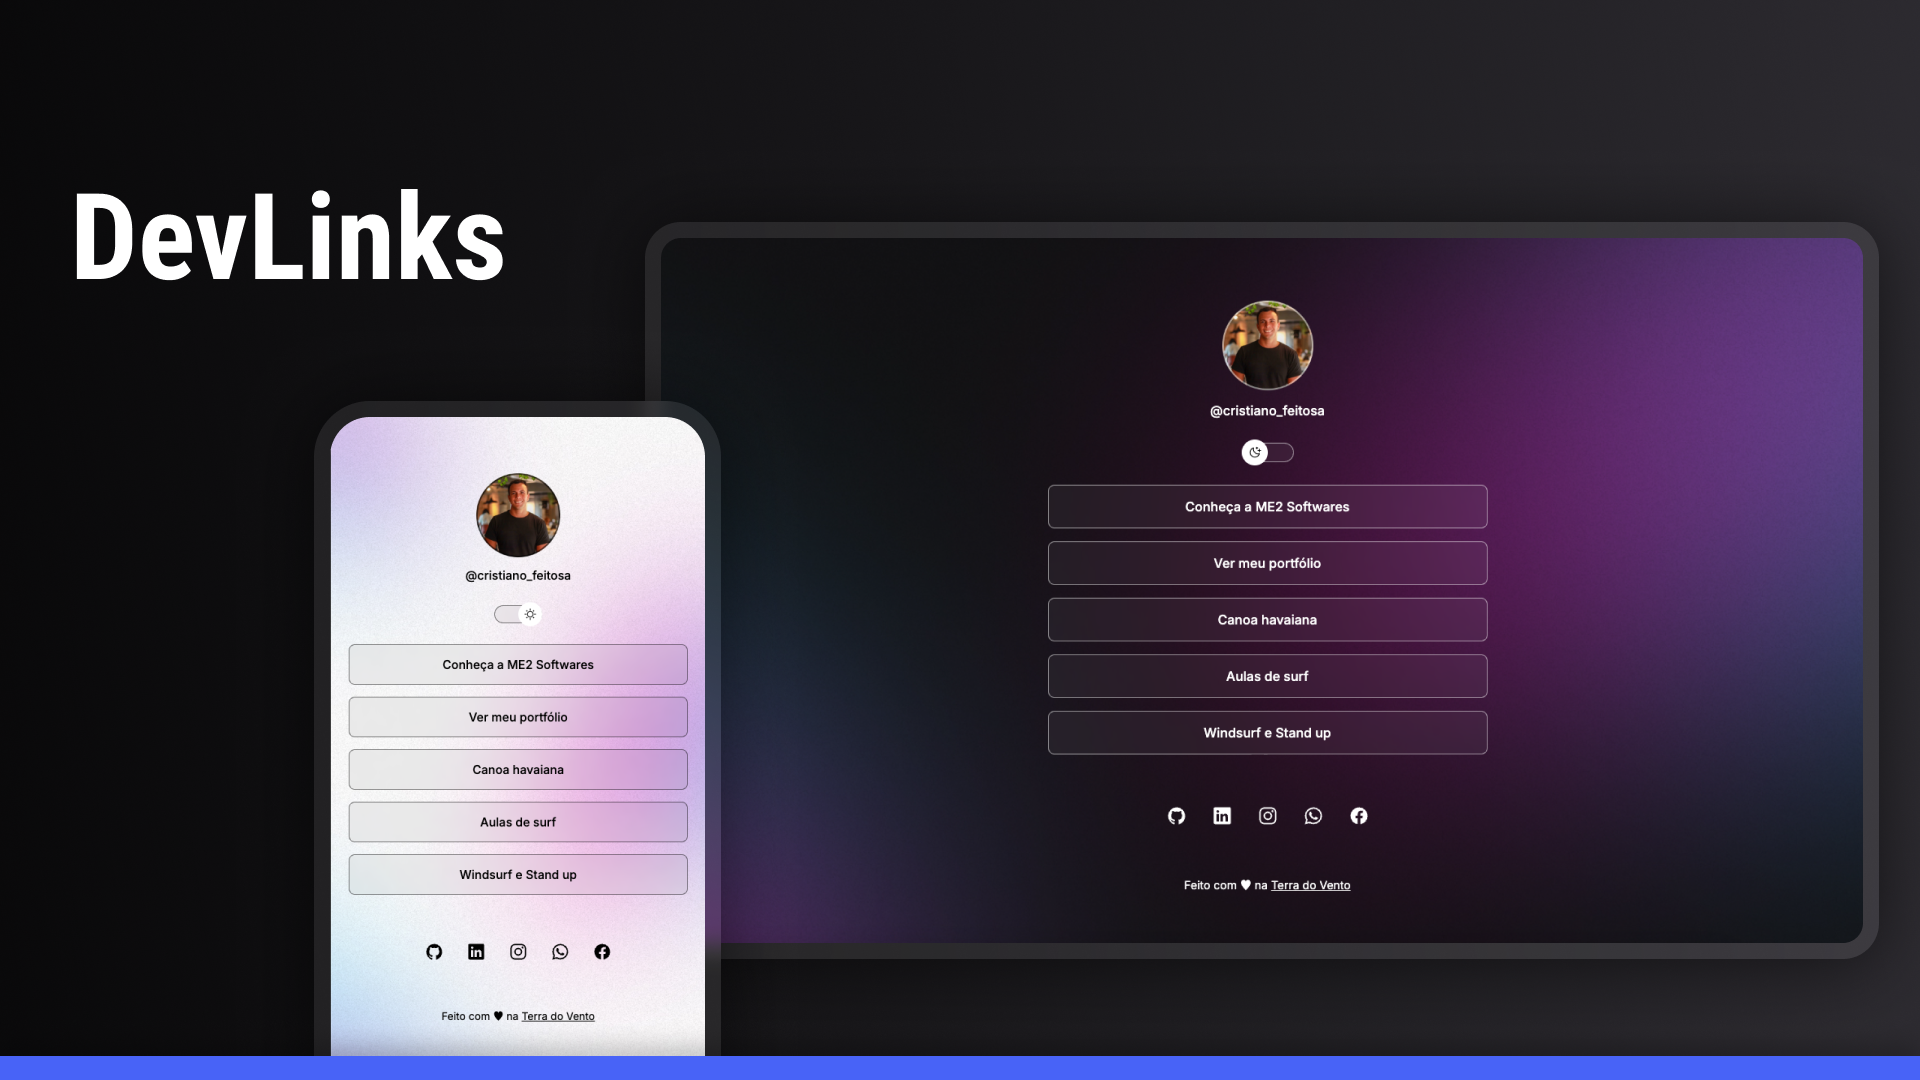 DevLinks
@cristiano_feitosa
Conheça a ME2 Softwares
Ver meu portfólio
Canoa havaiana
Aulas de surf
Windsurf e Stand up
Feito com ♥ na Terra do Vento
@cristiano_feitosa
Conheça a ME2 Softwares
Ver meu portfólio
Canoa havaiana
Aulas de surf
Windsurf e Stand up
Feito com ♥ na Terra do Vento